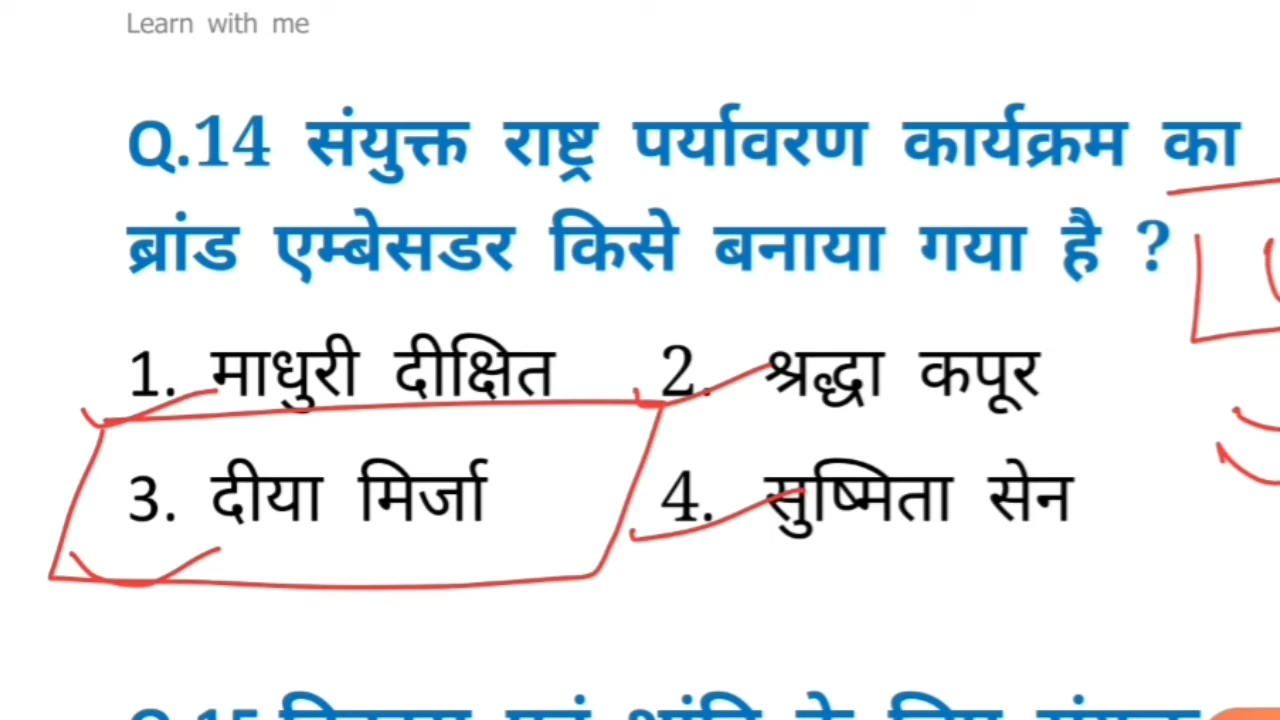 Learn with me
Q.14 संयुक्त राष्ट्र पर्यावरण कार्यक्रम का
ब्रांड एम्बेसडर किसे बनाया गया है ?
1. माधुरी दीक्षित 2. श्रद्धा कपूर
3. दीया मिर्जा 4. सुष्मिता सेन